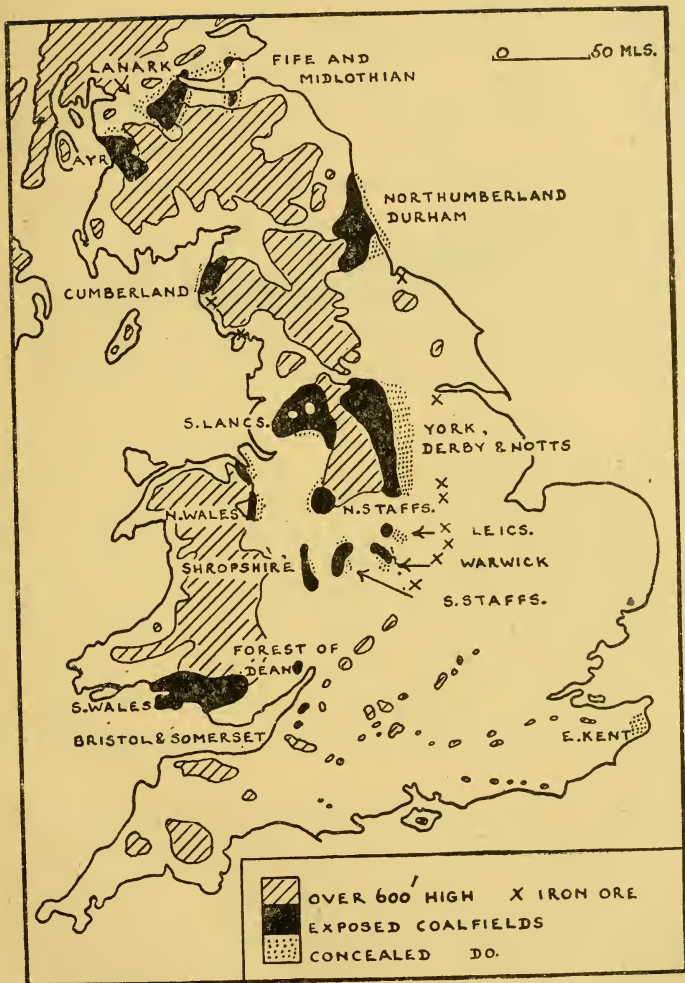 LANARK
FIFE AND
MIDLOTHIAN
0 50 MLS.
AYR
NORTHUMBERLAND
DURHAM
CUMBERLAND
S. LANCS.
YORK,
DERBY & NOTTS
N. WALES
N. STAFFS.
LEICS.
SHROPSHIRE
WARWICK
S. STAFFS.
FOREST OF
DEAN
S. WALES
BRISTOL & SOMERSET
E. KENT
OVER 600' HIGH X IRON ORE
EXPOSED COALFIELDS
CONCEALED DO.